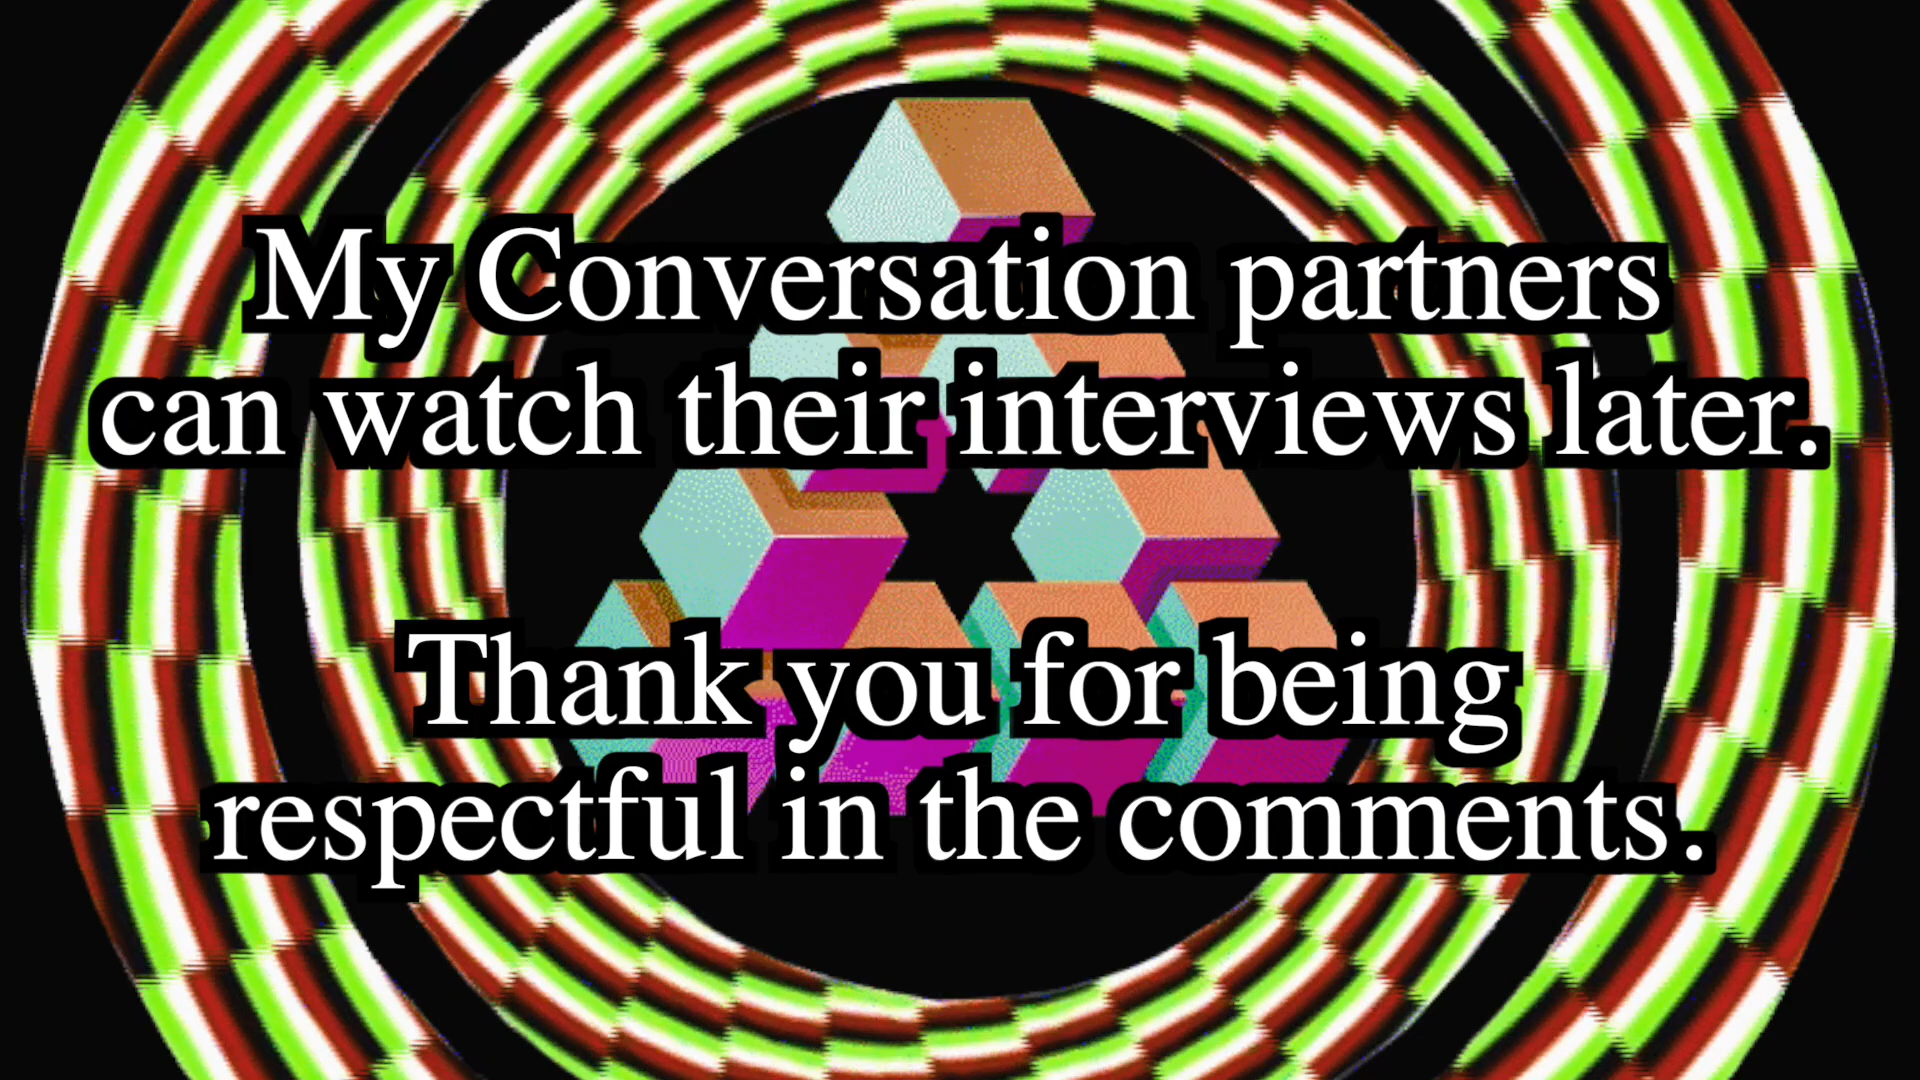 My Conversation partners
can watch their interviews later.
Thank you for being
respectful in the comments.